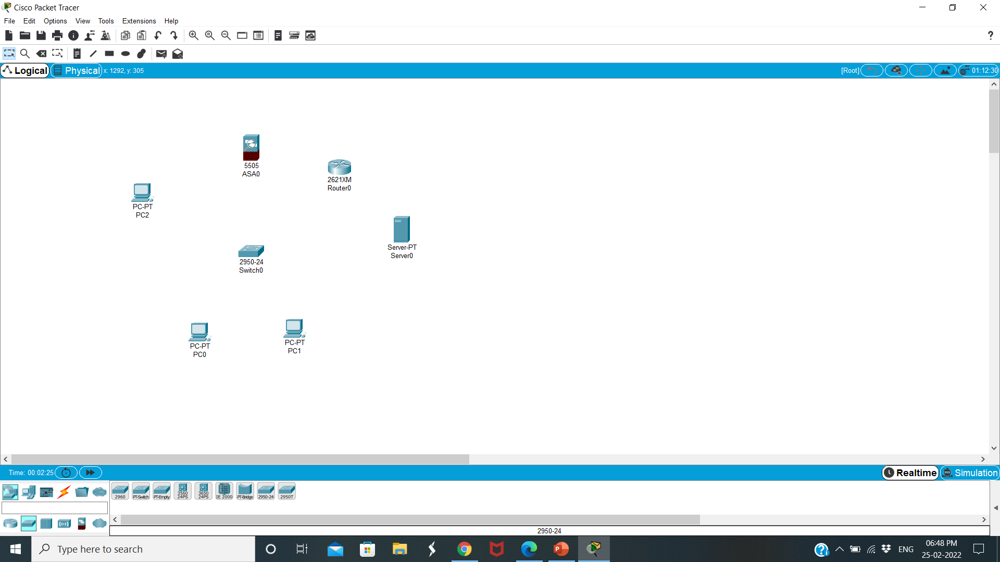 Cisco Packet Tracer
File Edit Options View Tools Extensions Help
?
Logical Physical x: 1292, y: 305 [Root] 01:12:30
5505
ASA0
2621XM
Router0
PC-PT
PC2
Server-PT
Server0
2950-24
Switch0
PC-PT
PC0
PC-PT
PC1
Time: 00:02:25 Realtime Simulation
2960 PT-Switch PT-Empty 3560 24PS 3650 24PS IE 2000 PT-Bridge 2950-24 2950T
2950-24
Type here to search
ENG
06:48 PM
25-02-2022